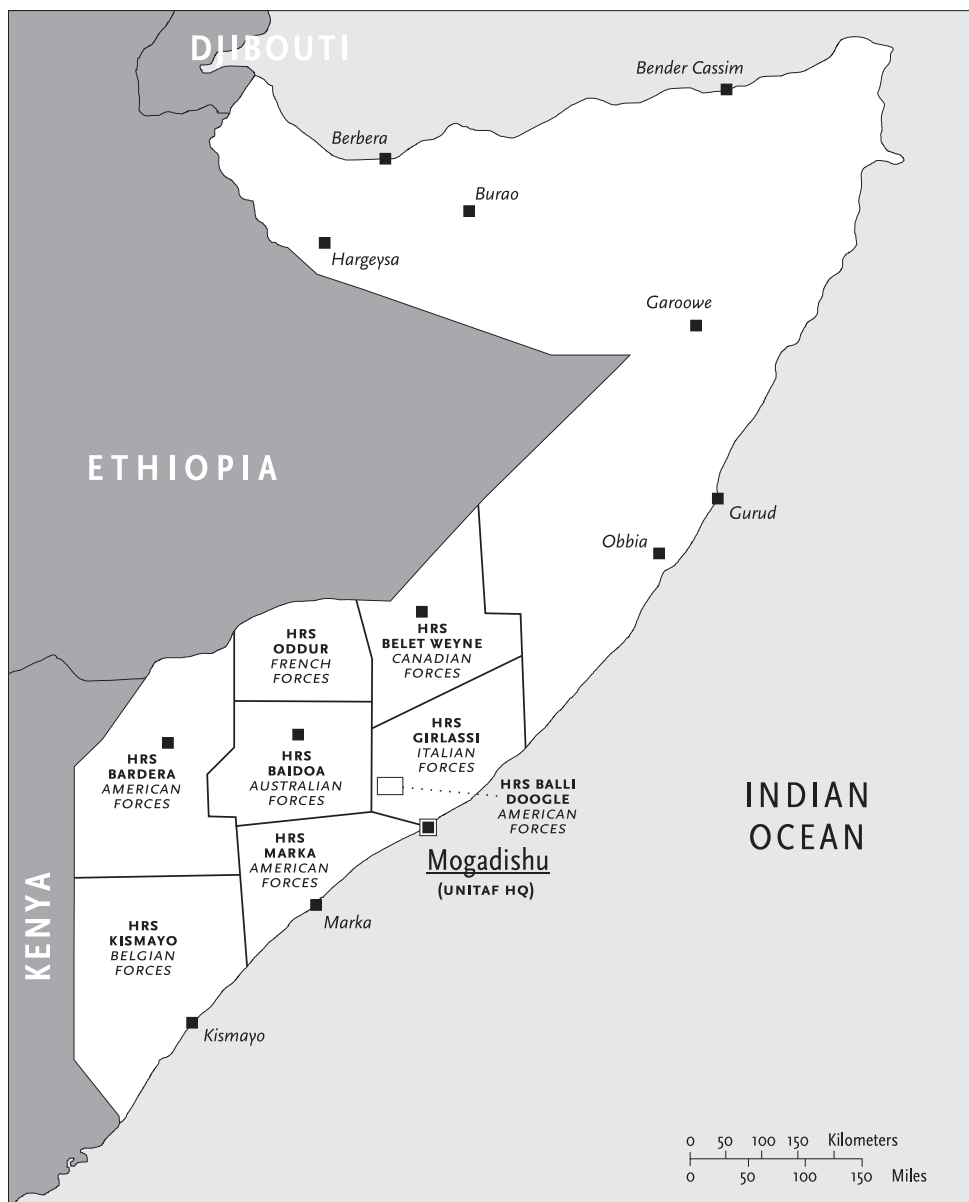 DJIBOUTI
Bender Cassim
Berbera
Burao
Hargeysa
Garoowe
ETHIOPIA
Gurud
Obbia
HRS
ODDUR
FRENCH
FORCES
HRS
BELET WEYNE
CANADIAN
FORCES
HRS
BARDERA
AMERICAN
FORCES
HRS
BAIDOA
AUSTRALIAN
FORCES
HRS
GIRLASSI
ITALIAN
FORCES
HRS BALLI
DOOGLE
AMERICAN
FORCES
INDIAN
OCEAN
HRS
MARKA
AMERICAN
FORCES
Mogadishu
(UNITAF HQ)
KENYA
HRS
KISMAYO
BELGIAN
FORCES
Marka
Kismayo
0 50 100 150 Kilometers
0 50 100 150 Miles